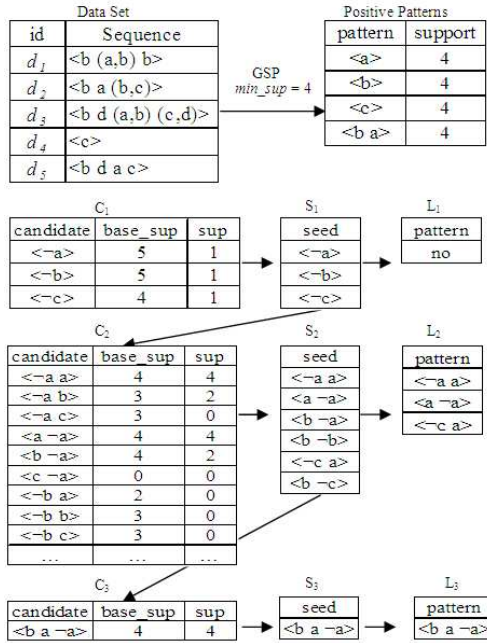 Data Set
Positive Patterns
id Sequence
d1 <b (a,b) b>
d2 <b a (b,c)>
d3 <b d (a,b) (c,d)>
d4 <c>
d5 <b d a c>
GSP
min_sup = 4
pattern support
<a> 4
<b> 4
<c> 4
<b a> 4
C1
S1
L1
candidate base_sup sup
<¬a> 5 1
<¬b> 5 1
<¬c> 4 1
seed
<¬a>
<¬b>
<¬c>
pattern
no
C2
S2
L2
candidate base_sup sup
<¬a a> 4 4
<¬a b> 3 2
<¬a c> 3 0
<a ¬a> 4 4
<b ¬a> 4 2
<c ¬a> 0 0
<¬b a> 2 0
<¬b b> 3 0
<¬b c> 3 0
... ... ...
seed
<¬a a>
<a ¬a>
<b ¬a>
<b ¬b>
<¬c a>
<b ¬c>
pattern
<¬a a>
<a ¬a>
<¬c a>
C3
S3
L3
candidate base_sup sup
<b a ¬a> 4 4
seed
<b a ¬a>
pattern
<b a ¬a>